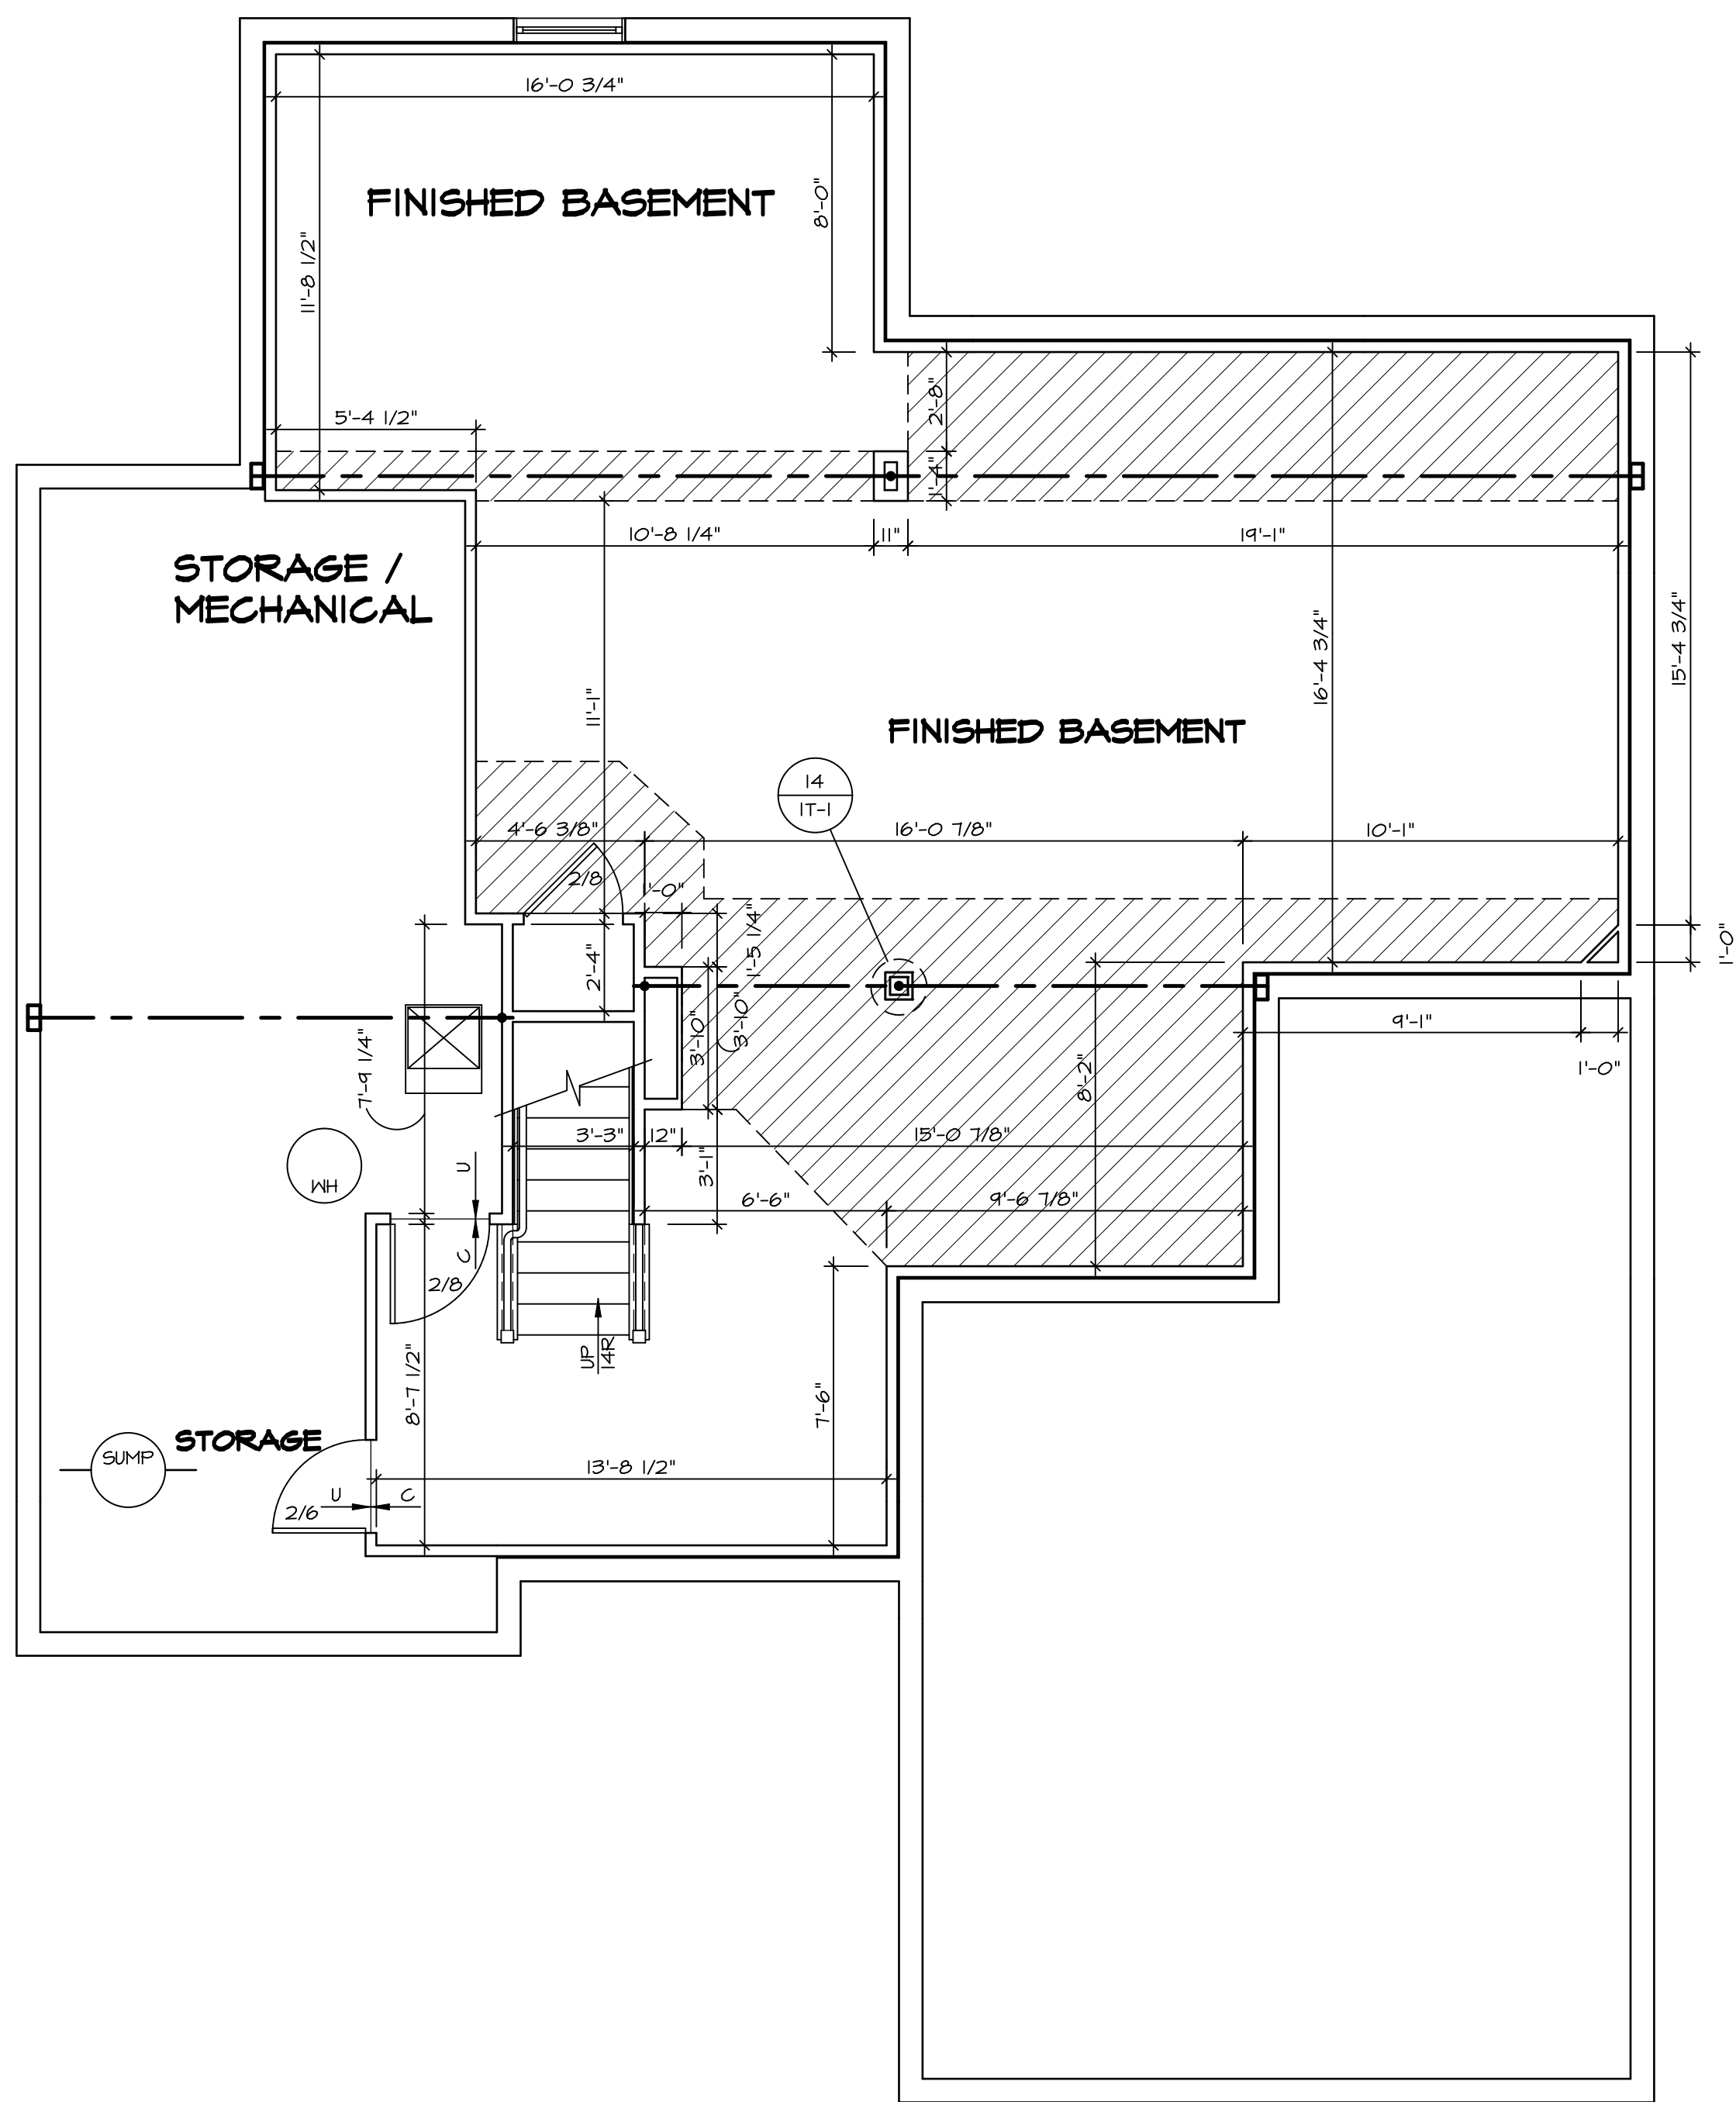 16'-0 3/4"
FINISHED BASEMENT
8'-0"
11'-8 1/2"
5'-4 1/2"
2'-8"
1'-4"
10'-8 1/4"
11"
19'-1"
STORAGE /
MECHANICAL
16'-4 3/4"
15'-4 3/4"
11'-1"
FINISHED BASEMENT
14
1T-1
4'-6 3/8"
16'-0 7/8"
10'-1"
2/8
1'-0"
1'-5 1/4"
1'-0"
2'-4"
3'-10"
3'-10"
9'-1"
1'-0"
7'-9 1/4"
8'-2"
WH
U
C
3'-3"
12"
15'-0 7/8"
3'-1"
6'-6"
9'-6 7/8"
2/8
UP
14R
8'-7 1/2"
7'-6"
STORAGE
SUMP
13'-8 1/2"
U
C
2/6